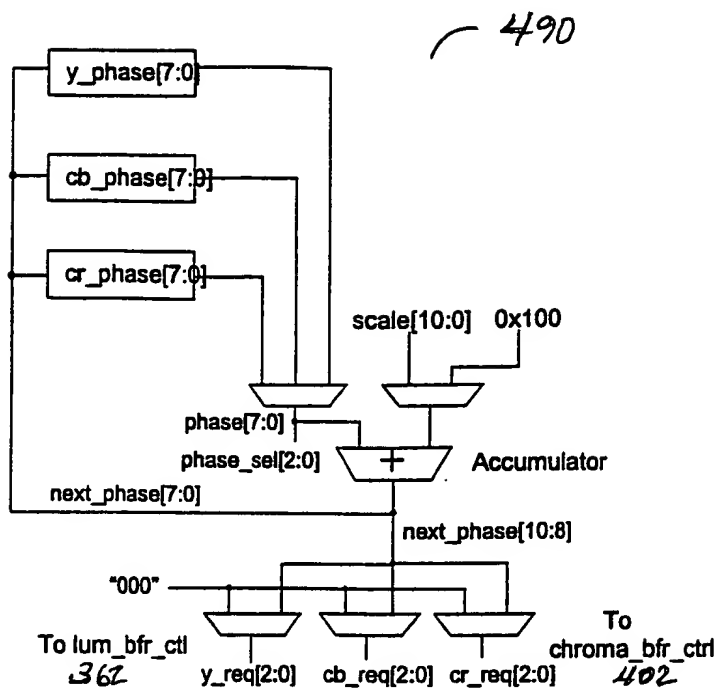 490
y_phase[7:0]
cb_phase[7:0]
cr_phase[7:0]
scale[10:0] 0x100
phase[7:0]
phase_sel[2:0]
+
Accumulator
next_phase[7:0]
next_phase[10:8]
"000"
To lum_bfr_ctl
362
y_req[2:0] cb_req[2:0] cr_req[2:0]
To
chroma_bfr_ctrl
402